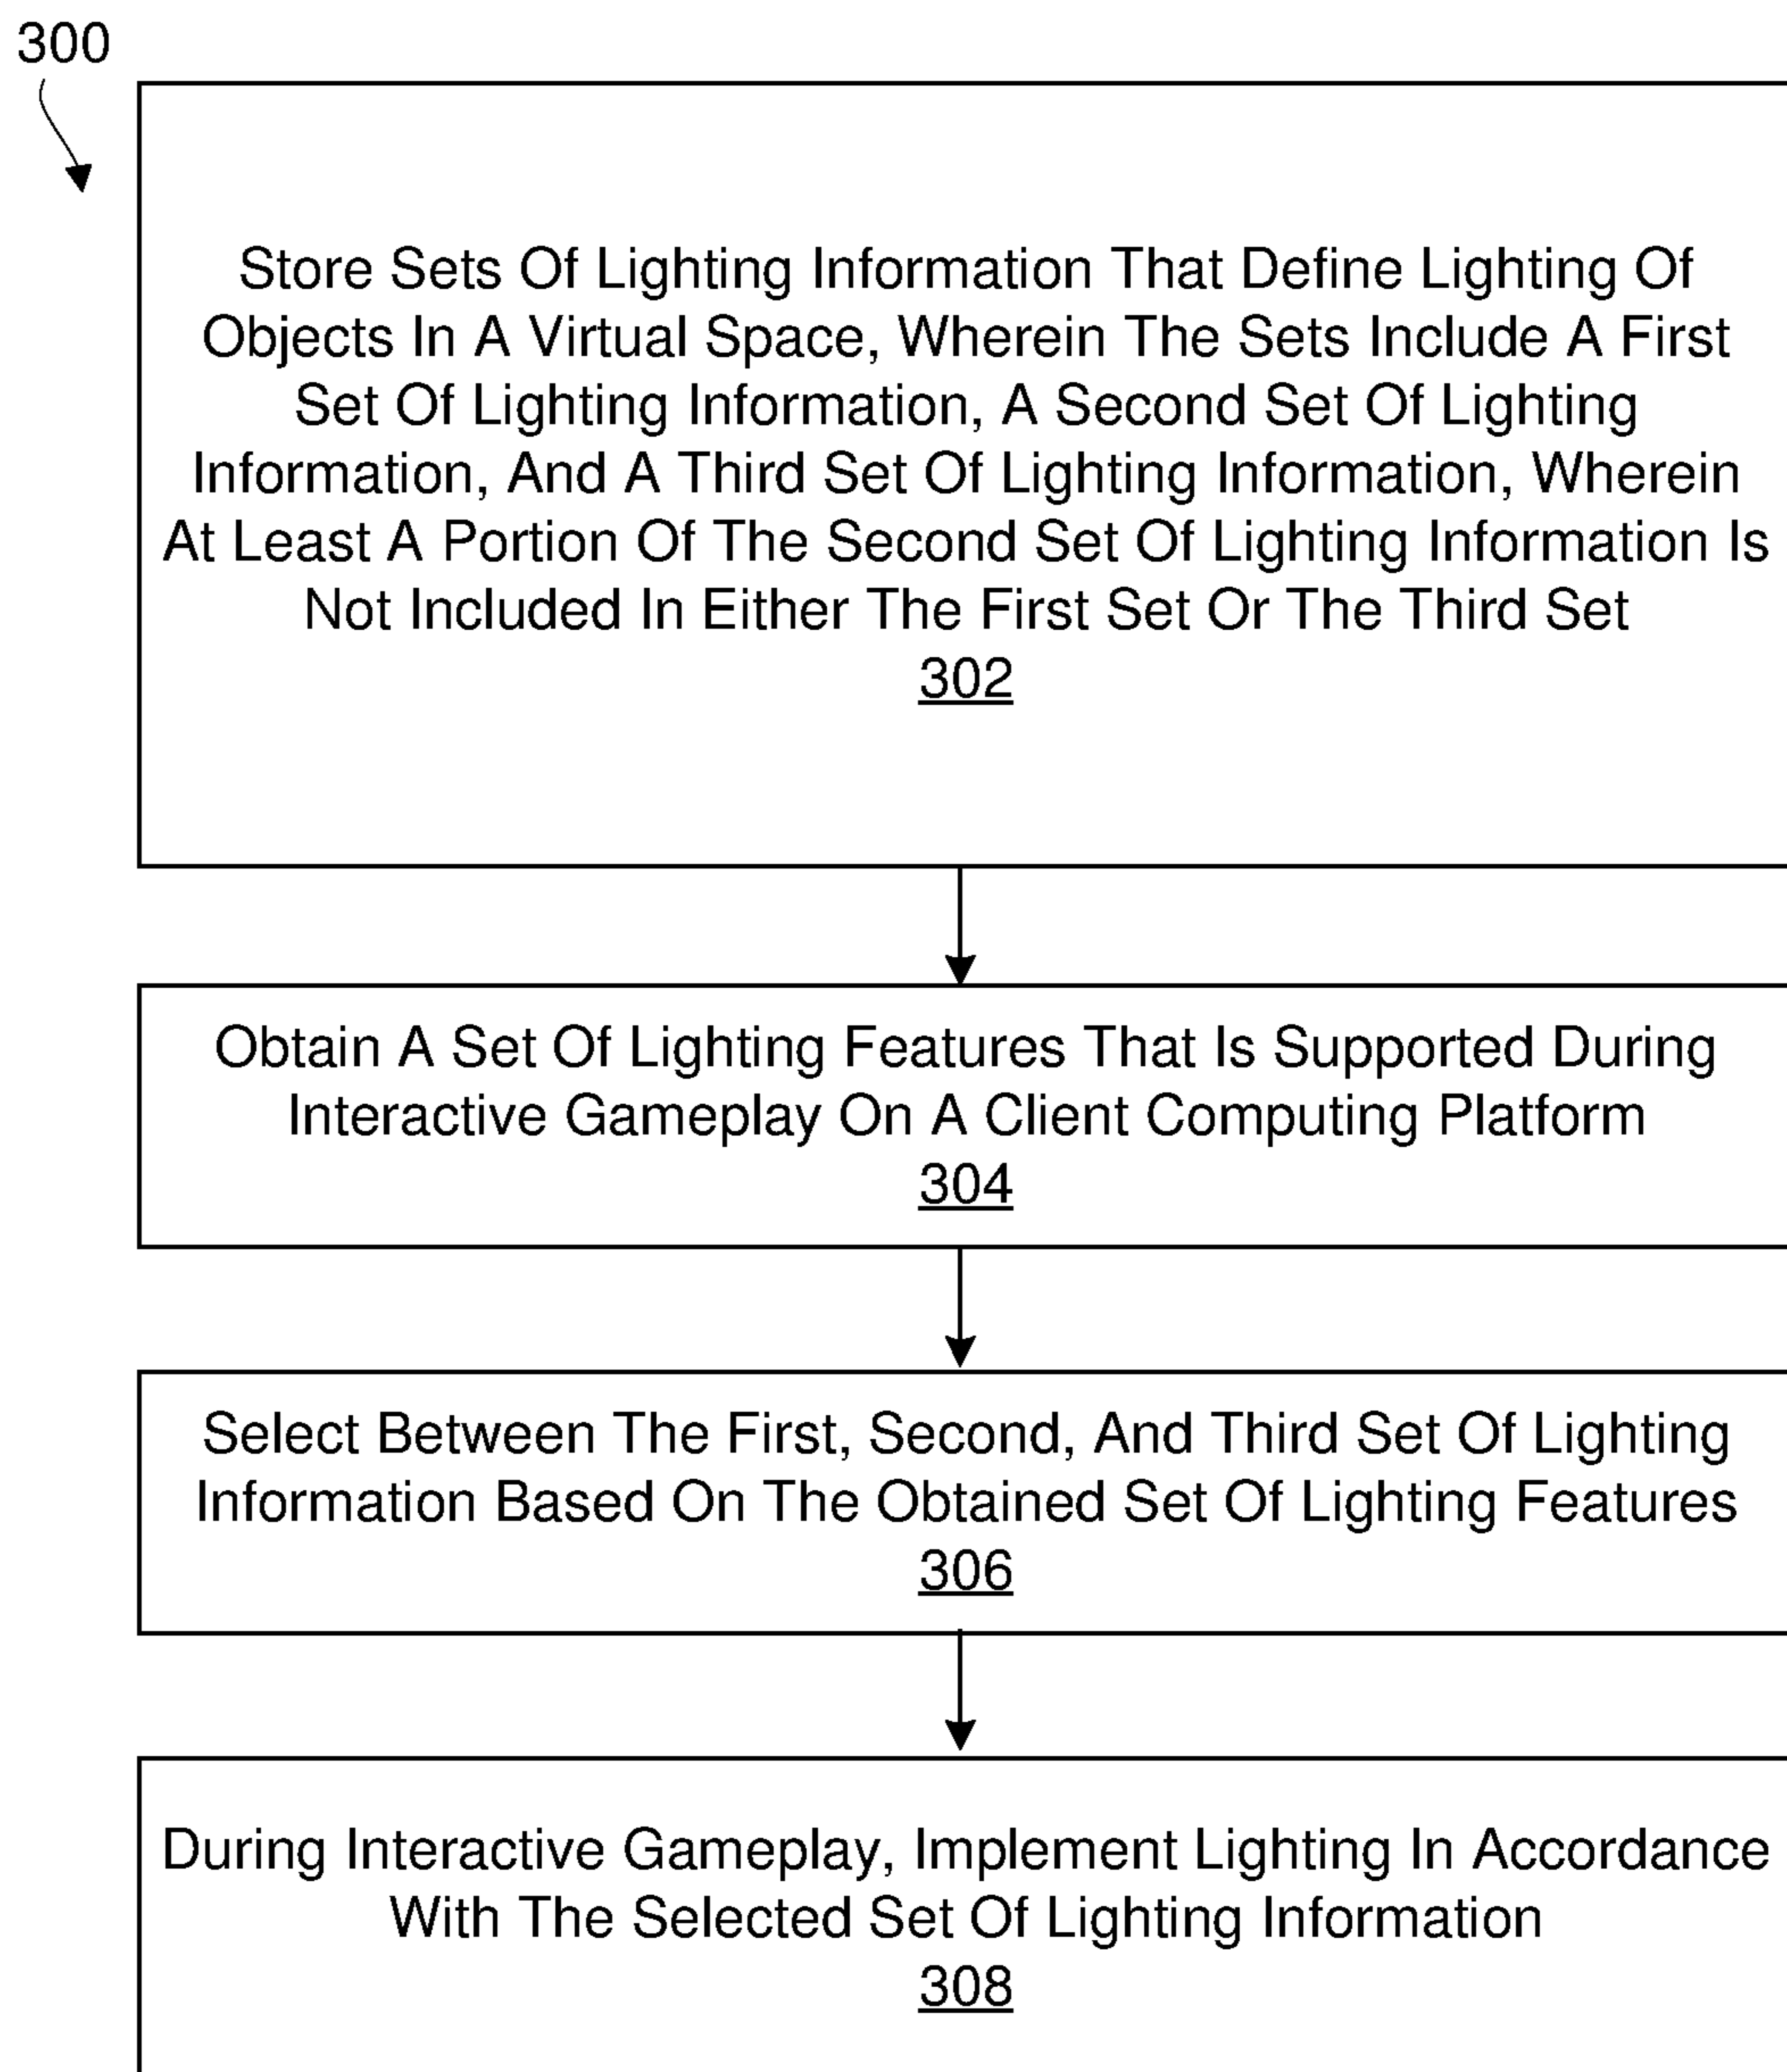 300
Store Sets Of Lighting Information That Define Lighting Of
Objects In A Virtual Space, Wherein The Sets Include A First
Set Of Lighting Information, A Second Set Of Lighting
Information, And A Third Set Of Lighting Information, Wherein
At Least A Portion Of The Second Set Of Lighting Information Is
Not Included In Either The First Set Or The Third Set
302
Obtain A Set Of Lighting Features That Is Supported During
Interactive Gameplay On A Client Computing Platform
304
Select Between The First, Second, And Third Set Of Lighting
Information Based On The Obtained Set Of Lighting Features
306
During Interactive Gameplay, Implement Lighting In Accordance
With The Selected Set Of Lighting Information
308